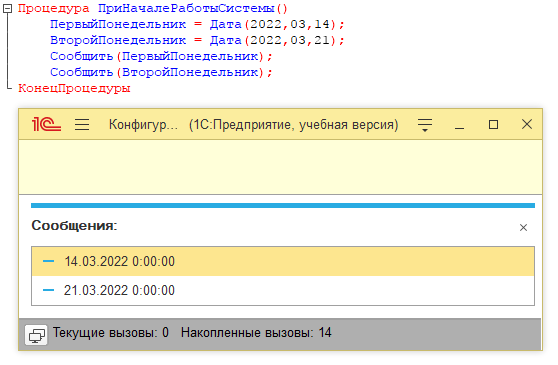 Процедура ПриНачалеРаботыСистемы()
ПервыйПонедельник = Дата(2022,03,14);
ВторойПонедельник = Дата(2022,03,21);
Сообщить(ПервыйПонедельник);
Сообщить(ВторойПонедельник);
КонецПроцедуры
1С Конфигур... (1С:Предприятие, учебная версия)
Сообщения:
14.03.2022 0:00:00
21.03.2022 0:00:00
Текущие вызовы: 0 Накопленные вызовы: 14